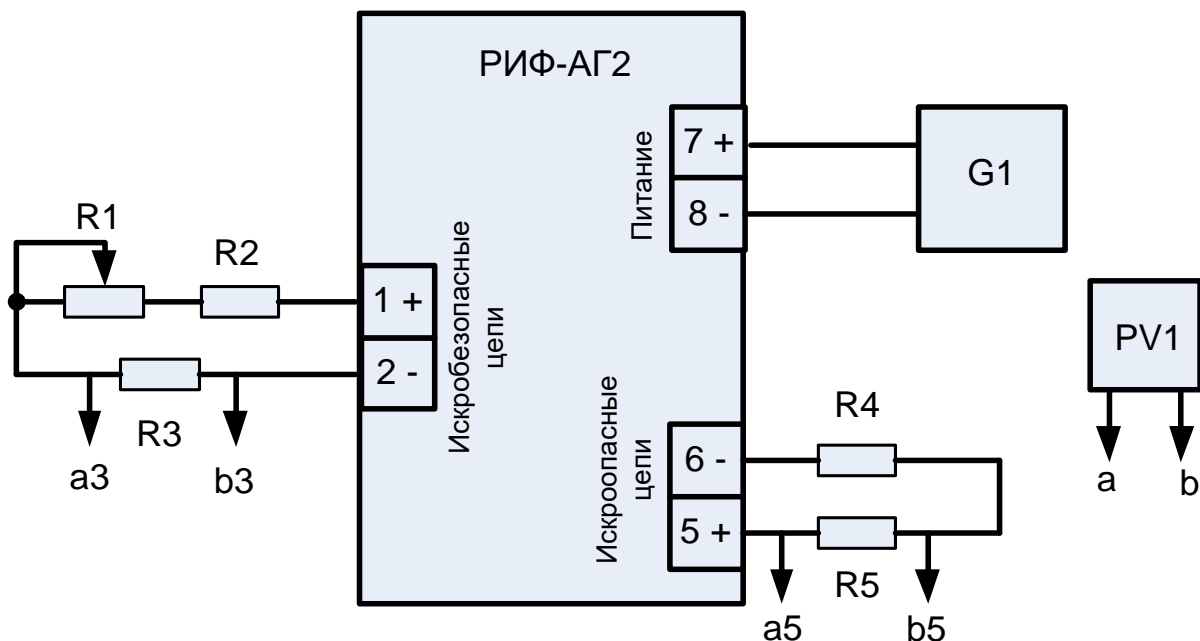 РИФ-АГ2
R1
R2
R3
a3
b3
1 +
2 -
Искробезопасные
цепи
Питание
7 +
8 -
G1
Искроопасные
цепи
6 -
5 +
R4
R5
a5
b5
PV1
a
b